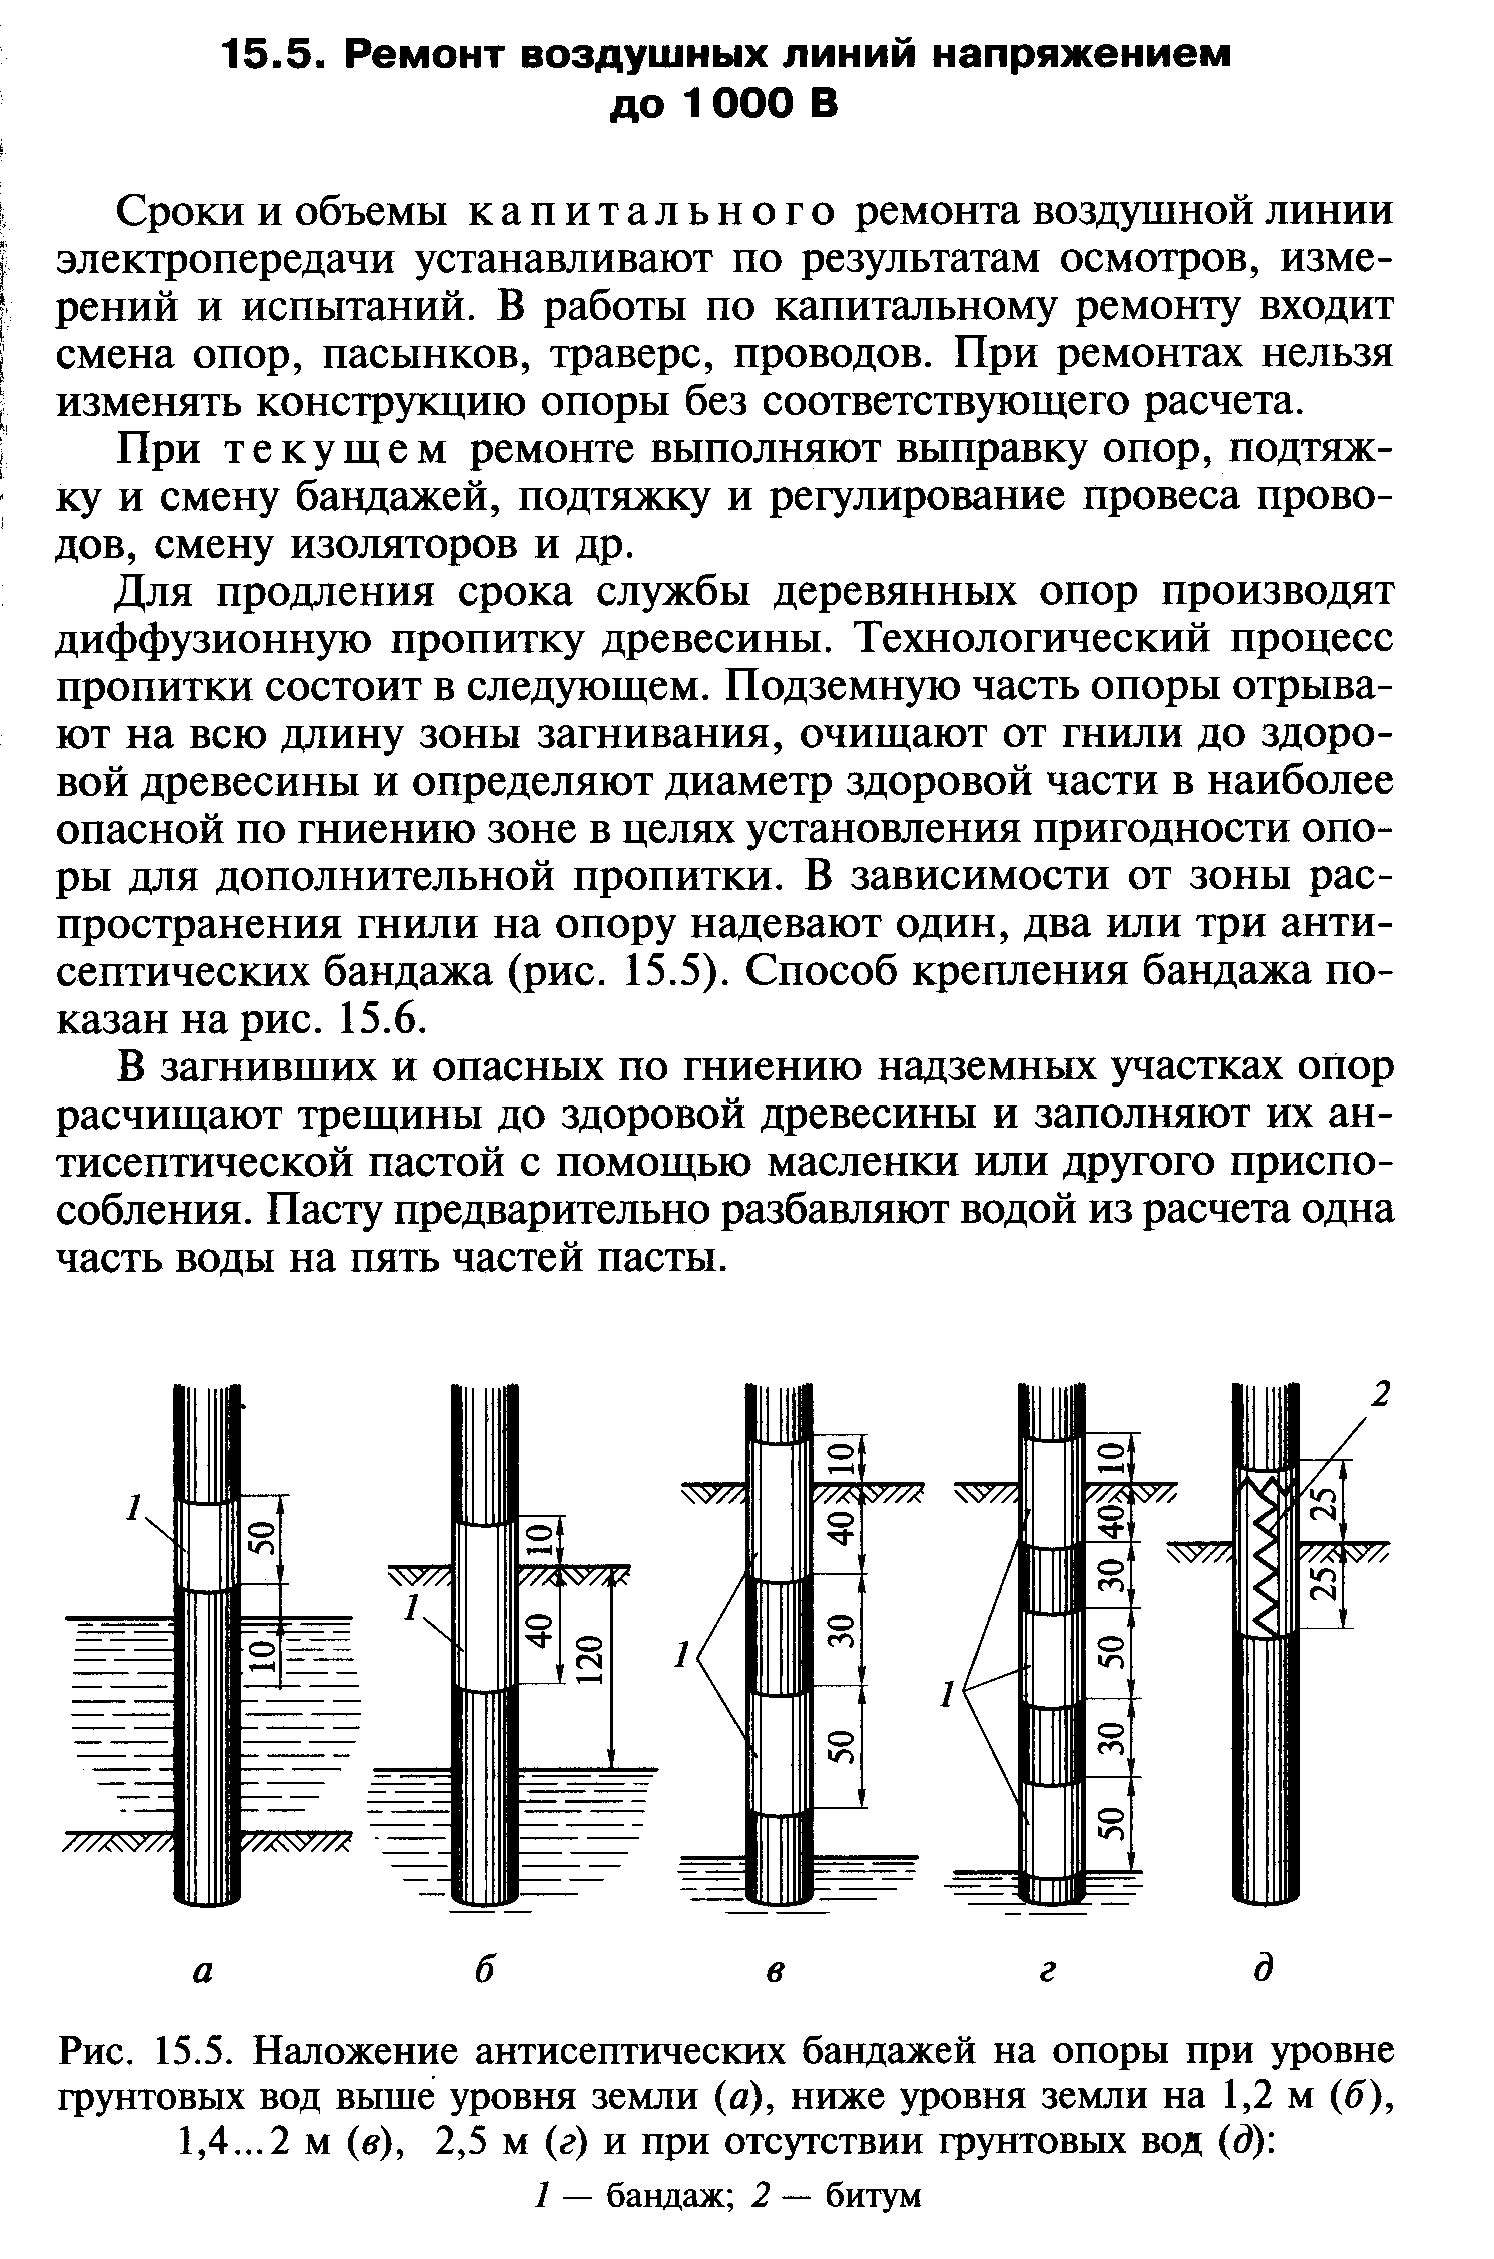 15.5. Ремонт воздушных линий напряжением
до 1 000 В
Сроки и объемы капитального ремонта воздушной линии
электропередачи устанавливают по результатам осмотров, изме-
рений и испытаний. В работы по капитальному ремонту входит
смена опор, пасынков, траверс, проводов. При ремонтах нельзя
изменять конструкцию опоры без соответствующего расчета.
При текущем ремонте выполняют выправку опор, подтяж-
ку и смену бандажей, подтяжку и регулирование провеса прово-
дов, смену изоляторов и др.
Для продления срока службы деревянных опор производят
диффузионную пропитку древесины. Технологический процесс
пропитки состоит в следующем. Подземную часть опоры отрыва-
ют на всю длину зоны загнивания, очищают от гнили до здоро-
вой древесины и определяют диаметр здоровой части в наиболее
опасной по гниению зоне в целях установления пригодности опо-
ры для дополнительной пропитки. В зависимости от зоны рас-
пространения гнили на опору надевают один, два или три анти-
септических бандажа (рис. 15.5). Способ крепления бандажа по-
казан на рис. 15.6.
В загнивших и опасных по гниению надземных участках опор
расчищают трещины до здоровой древесины и заполняют их ан-
тисептической пастой с помощью масленки или другого приспо-
собления. Пасту предварительно разбавляют водой из расчета одна
часть воды на пять частей пасты.
1
50
10
1
10
40
120
1
10
40
30
50
1
10
40
30
50
30
50
2
25
25
а
б
в
г
д
Рис. 15.5. Наложение антисептических бандажей на опоры при уровне
грунтовых вод выше уровня земли (а), ниже уровня земли на 1,2 м (б),
1,4...2 м (в), 2,5 м (г) и при отсутствии грунтовых вод (д):
1 — бандаж; 2 — битум